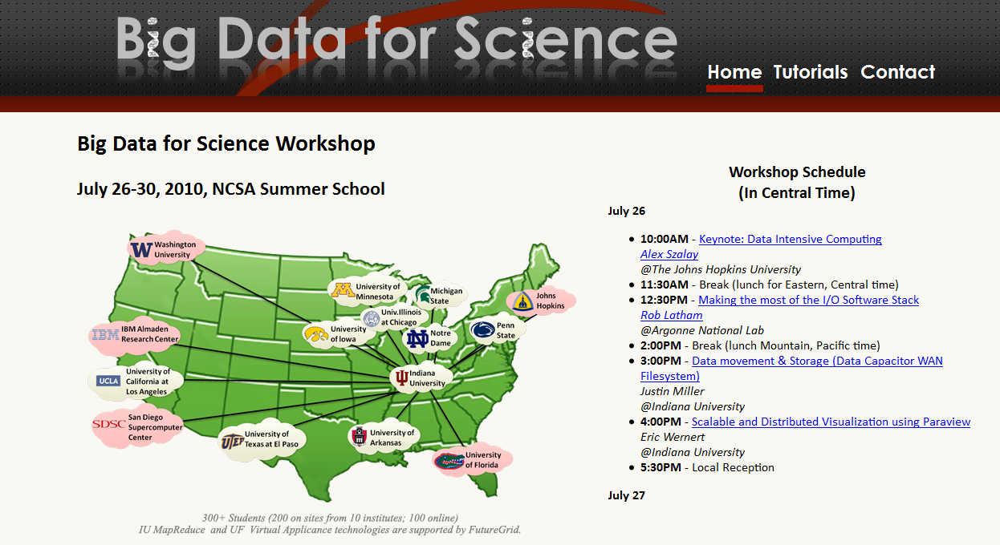 Big Data for Science
Home Tutorials Contact
Big Data for Science Workshop
July 26-30, 2010, NCSA Summer School
W Washington
University
M University of
Minnesota
S Michigan
State
Johns
Hopkins
Univ.Illinois
at Chicago
University
of Iowa
ND Notre
Dame
Penn
State
IBM IBM Almaden
Research Center
Indiana
University
UCLA University of
California at
Los Angeles
SDSC San Diego
Supercomputer
Center
UTEP University of
Texas at El Paso
University of
Arkansas
University
of Florida
300+ Students (200 on sites from 10 institutes; 100 online)
IU MapReduce and UF Virtual Applicance technologies are supported by FutureGrid.
Workshop Schedule
(In Central Time)
July 26
10:00AM - Keynote: Data Intensive Computing
Alex Szalay
@The Johns Hopkins University
11:30AM - Break (lunch for Eastern, Central time)
12:30PM - Making the most of the I/O Software Stack
Rob Latham
@Argonne National Lab
2:00PM - Break (lunch Mountain, Pacific time)
3:00PM - Data movement & Storage (Data Capacitor WAN
Filesystem)
Justin Miller
@Indiana University
4:00PM - Scalable and Distributed Visualization using Paraview
Eric Wernert
@Indiana University
5:30PM - Local Reception
July 27